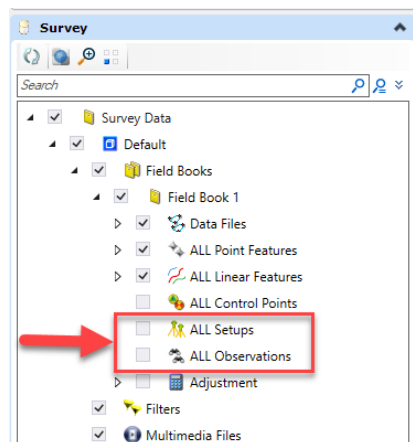 Survey
Search
Survey Data
Default
Field Books
Field Book 1
Data Files
ALL Point Features
ALL Linear Features
ALL Control Points
ALL Setups
ALL Observations
Adjustment
Filters
Multimedia Files